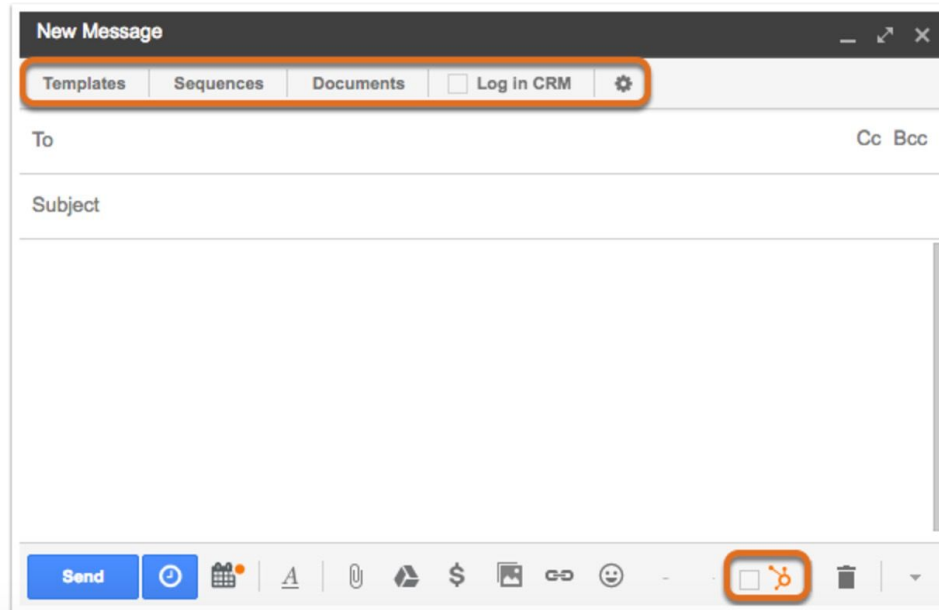 New Message
Templates Sequences Documents Log in CRM
To Cc Bcc
Subject
Send A $